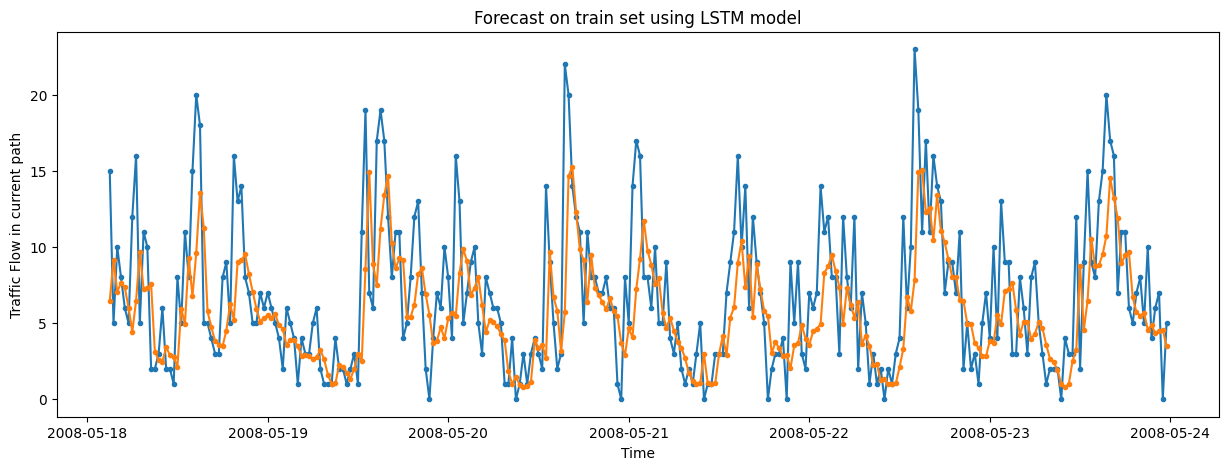 Forecast on train set using LSTM model
Traffic Flow in current path
20
15
10
5
0
2008-05-18 2008-05-19 2008-05-20 2008-05-21 2008-05-22 2008-05-23 2008-05-24
Time